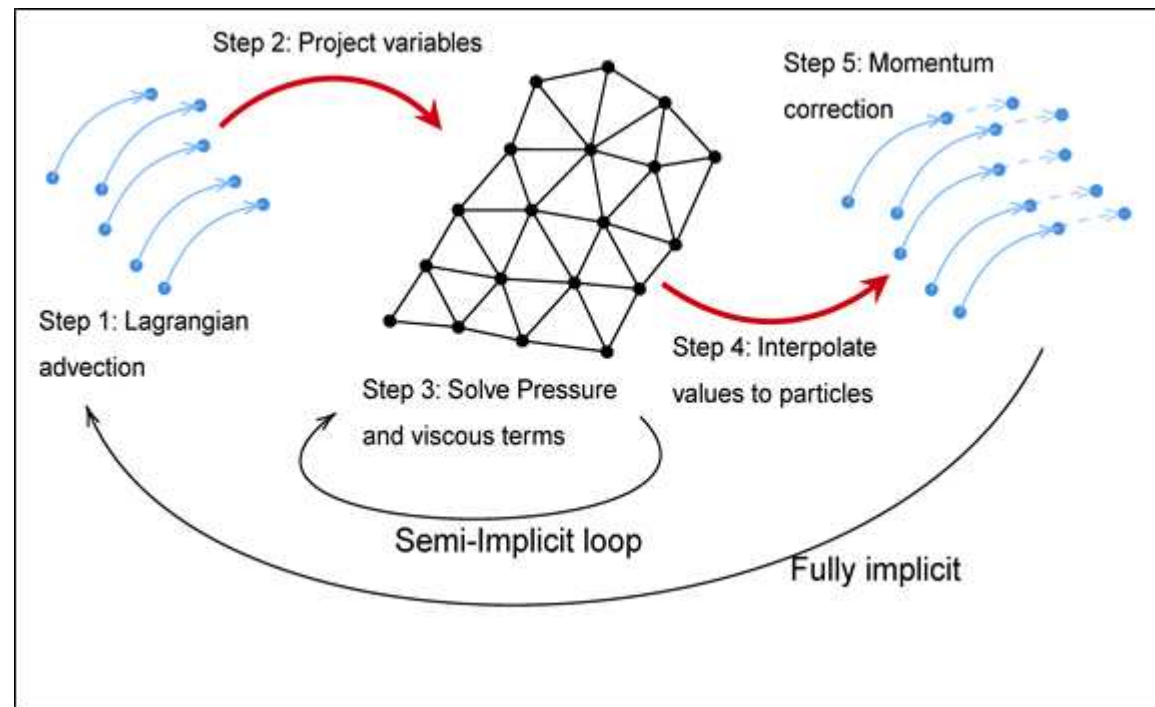 Step 2: Project variables
Step 5: Momentum
correction
Step 1: Lagrangian
advection
Step 3: Solve Pressure
and viscous terms
Step 4: Interpolate
values to particles
Semi-Implicit loop
Fully implicit